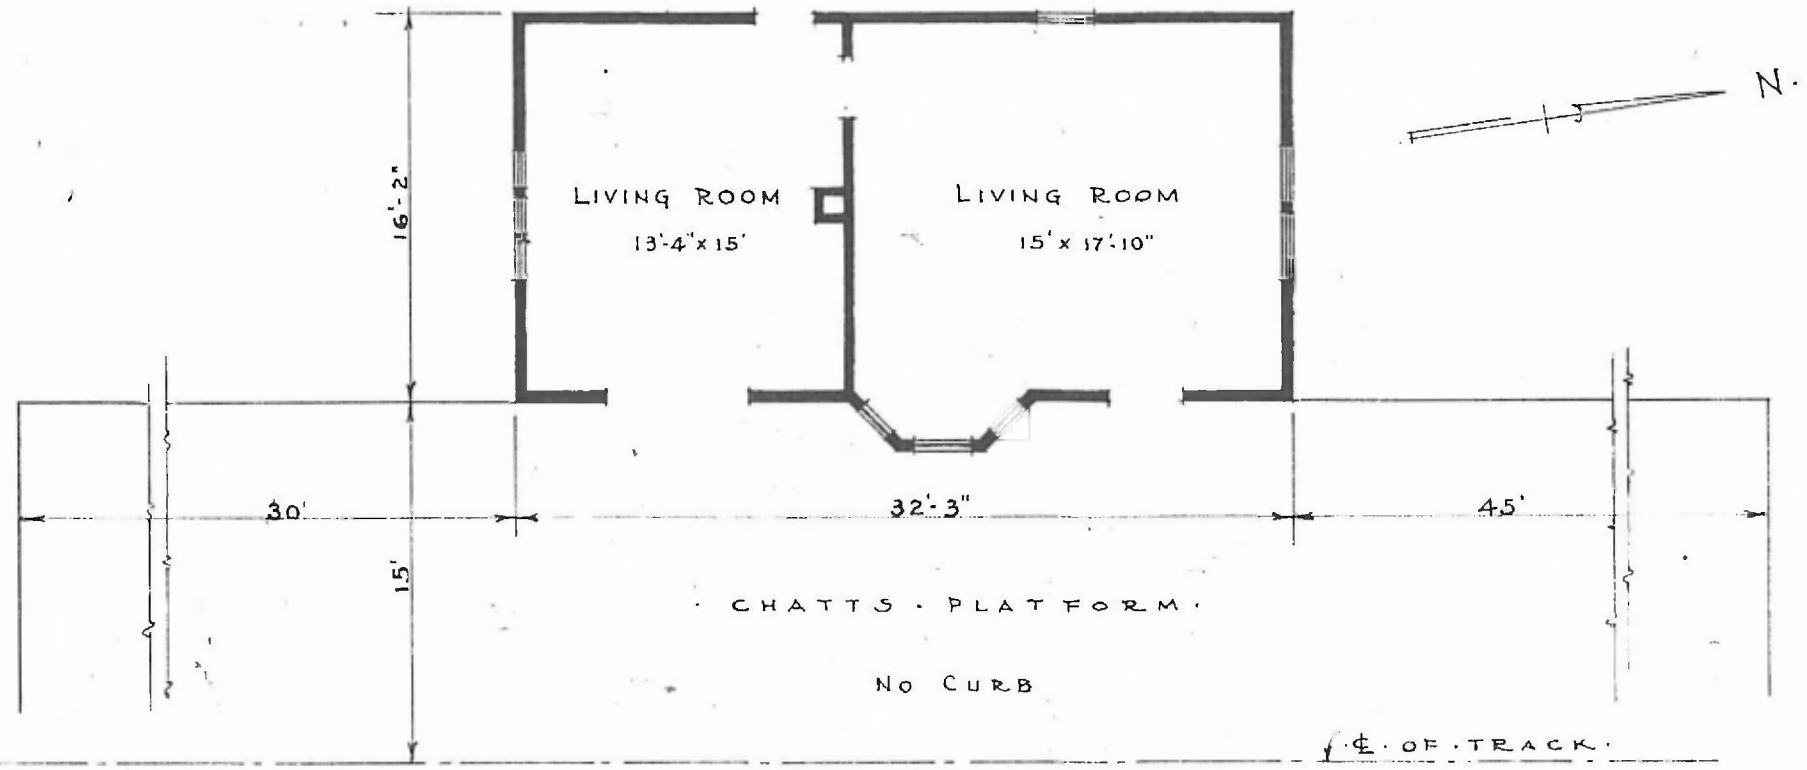 N.
16'-2"
LIVING ROOM
13'-4" x 15'
LIVING ROOM
15' x 17'-10"
30'
32'-3"
45'
15'
· CHATTS · PLATFORM ·
NO CURB
· ℄ · OF · TRACK ·